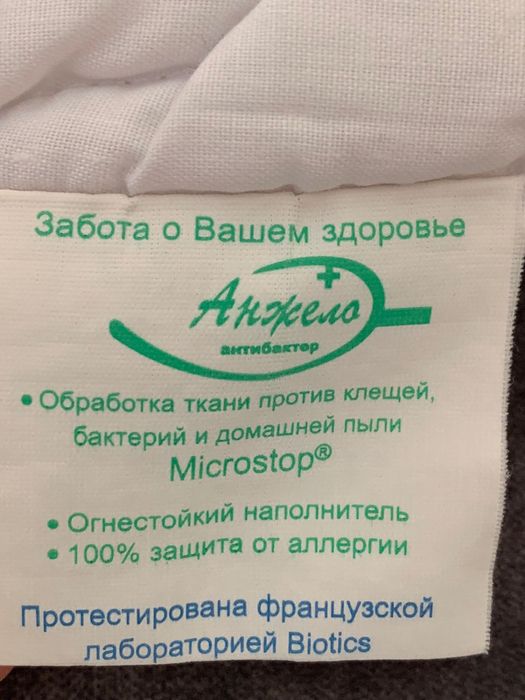 Забота о Вашем здоровье
Анжело
антибактер
• Обработка ткани против клещей,
бактерий и домашней пыли
Microstop®
• Огнестойкий наполнитель
• 100% защита от аллергии
Протестирована французской
лабораторией Biotics